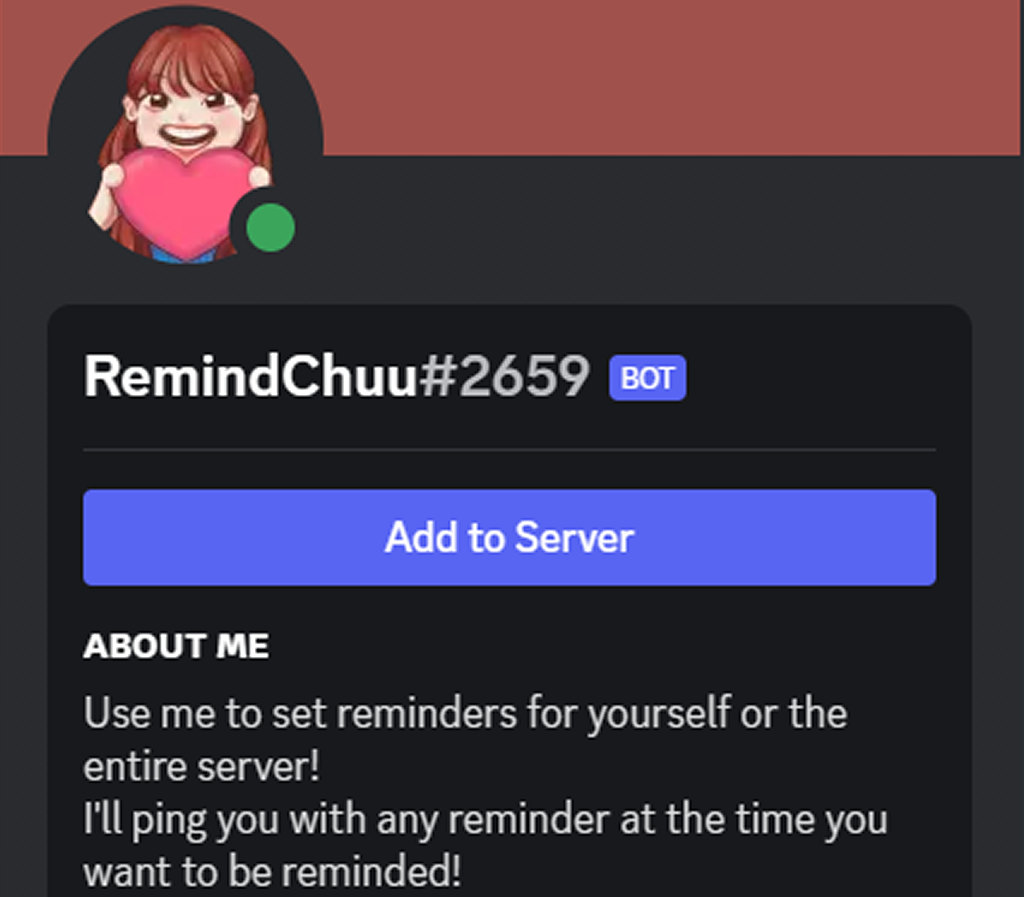 RemindChuu#2659 BOT
Add to Server
ABOUT ME
Use me to set reminders for yourself or the
entire server!
I'll ping you with any reminder at the time you
want to be reminded!